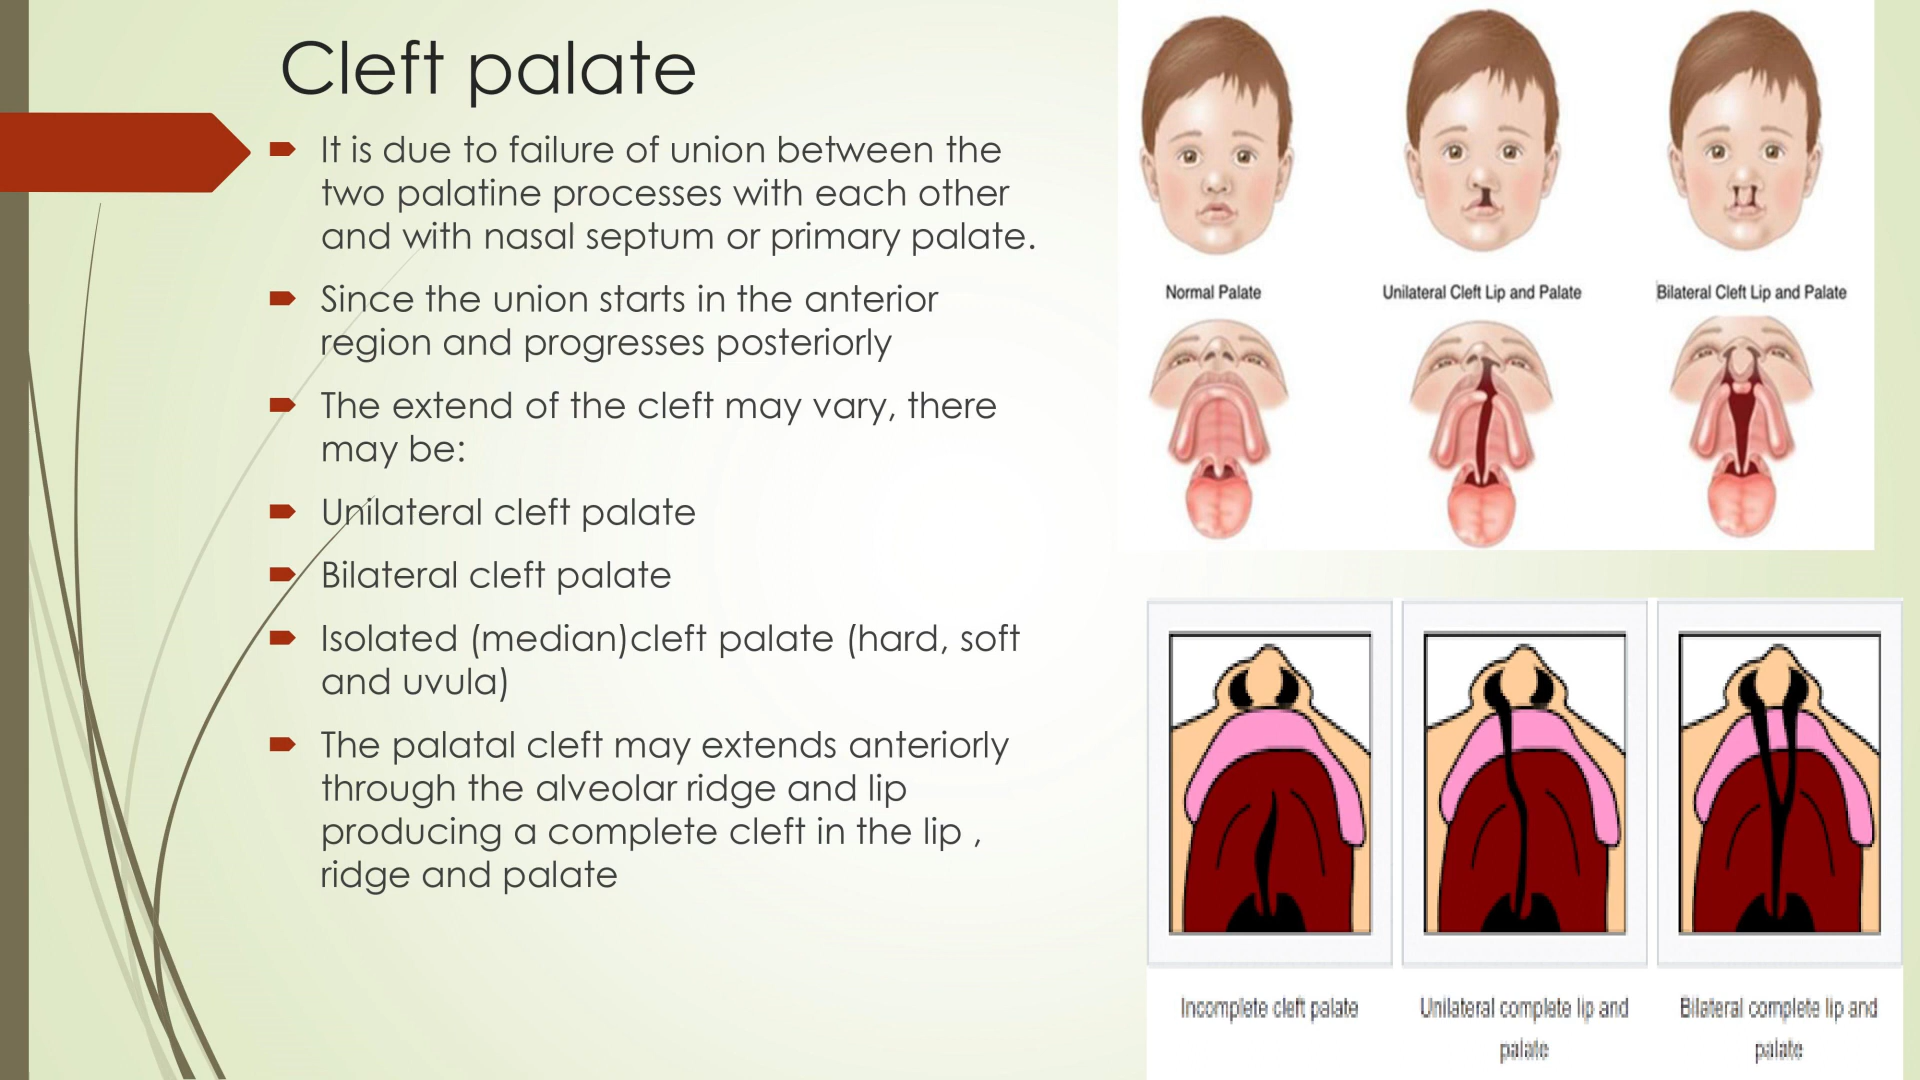 Cleft palate
It is due to failure of union between the
two palatine processes with each other
and with nasal septum or primary palate.
Since the union starts in the anterior
region and progresses posteriorly
The extend of the cleft may vary, there
may be:
Unilateral cleft palate
Bilateral cleft palate
Isolated (median)cleft palate (hard, soft
and uvula)
The palatal cleft may extends anteriorly
through the alveolar ridge and lip
producing a complete cleft in the lip ,
ridge and palate
Normal Palate
Unilateral Cleft Lip and Palate
Bilateral Cleft Lip and Palate
Incomplete cleft palate
Unilateral complete lip and
palate
Bilateral complete lip and
palate